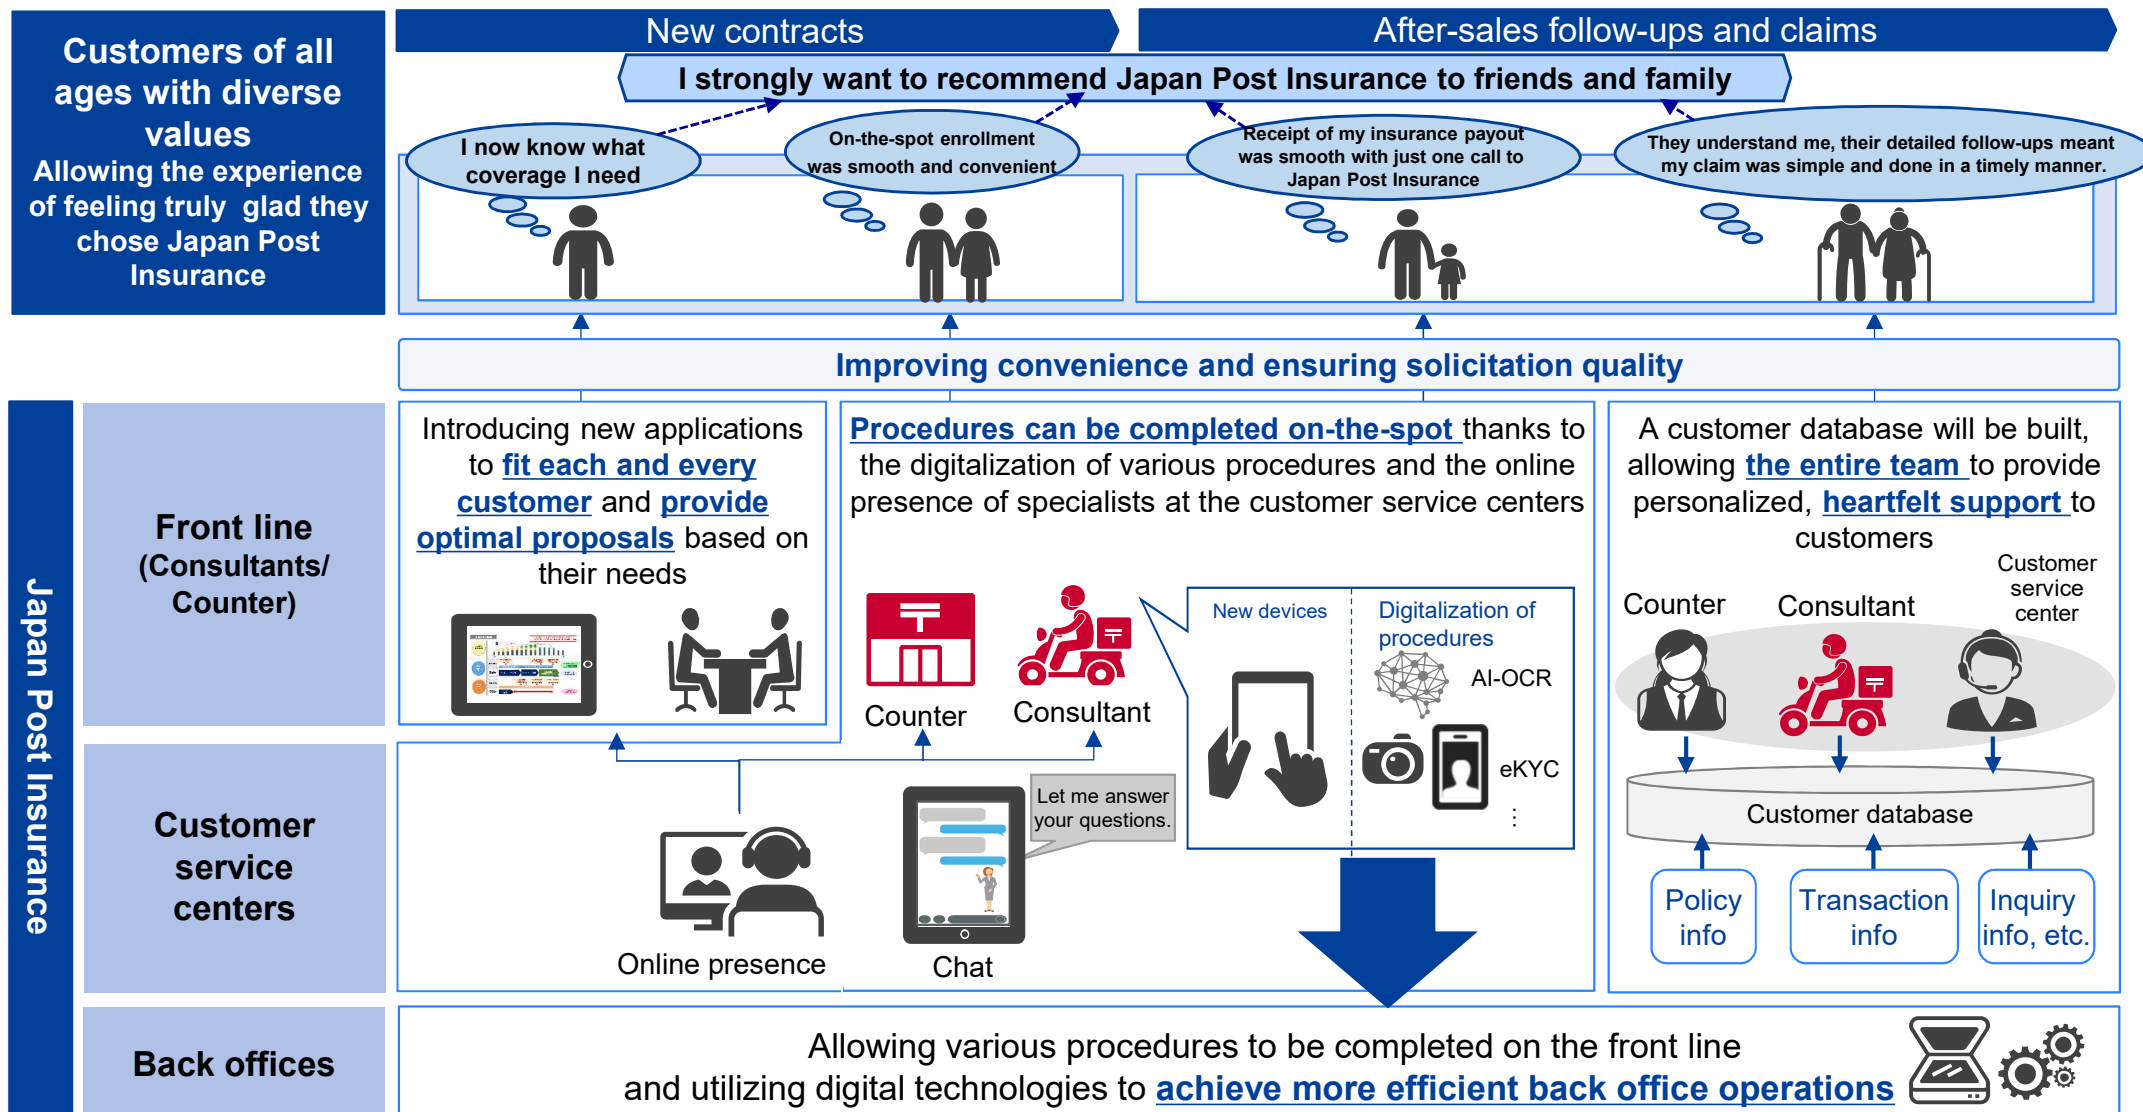 Customers of all
ages with diverse
values
Allowing the experience
of feeling truly glad they
chose Japan Post
Insurance
New contracts
After-sales follow-ups and claims
I strongly want to recommend Japan Post Insurance to friends and family
I now know what
coverage I need
On-the-spot enrollment
was smooth and convenient
Receipt of my insurance payout
was smooth with just one call to
Japan Post Insurance
They understand me, their detailed follow-ups meant
my claim was simple and done in a timely manner.
Improving convenience and ensuring solicitation quality
Japan Post Insurance
Front line
(Consultants/
Counter)
Introducing new applications
to fit each and every
customer and provide
optimal proposals based on
their needs
Procedures can be completed on-the-spot thanks to
the digitalization of various procedures and the online
presence of specialists at the customer service centers
Counter
Consultant
New devices
Digitalization of
procedures
AI-OCR
eKYC
⋮
A customer database will be built,
allowing the entire team to provide
personalized, heartfelt support to
customers
Counter
Consultant
Customer
service
center
Customer database
Policy
info
Transaction
info
Inquiry
info, etc.
Customer
service
centers
Online presence
Chat
Let me answer
your questions.
Back offices
Allowing various procedures to be completed on the front line
and utilizing digital technologies to achieve more efficient back office operations